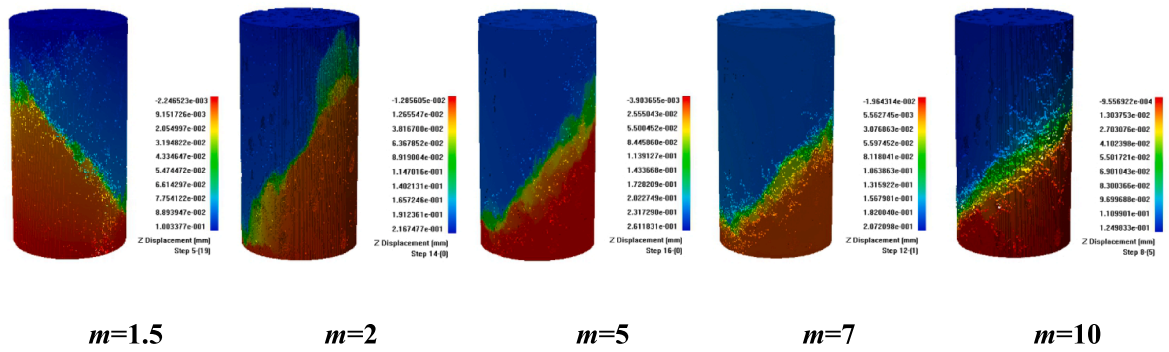 -2.246523e-003
9.151726e-003
2.054997e-002
3.194822e-002
4.334647e-002
5.474472e-002
6.614297e-002
7.754122e-002
8.893947e-002
1.003377e-001
Z Displacement (mm)
Step 5-(19)
-1.285605e-002
1.265547e-002
3.816700e-002
6.367852e-002
8.919004e-002
1.147016e-001
1.402131e-001
1.657246e-001
1.912361e-001
2.167477e-001
Z Displacement (mm)
Step 14-(0)
-3.903655e-003
2.555043e-002
5.500452e-002
8.445860e-002
1.139127e-001
1.433668e-001
1.728209e-001
2.022749e-001
2.317290e-001
2.611831e-001
Z Displacement (mm)
Step 16-(0)
-1.964314e-002
5.562745e-003
3.076863e-002
5.597452e-002
8.118041e-002
1.063863e-001
1.315922e-001
1.567981e-001
1.820040e-001
2.072098e-001
Z Displacement (mm)
Step 12-(1)
-9.556922e-004
1.303753e-002
2.703076e-002
4.102398e-002
5.501721e-002
6.901043e-002
8.300366e-002
9.699688e-002
1.109901e-001
1.249833e-001
Z Displacement (mm)
Step 8-(5)
m=1.5
m=2
m=5
m=7
m=10